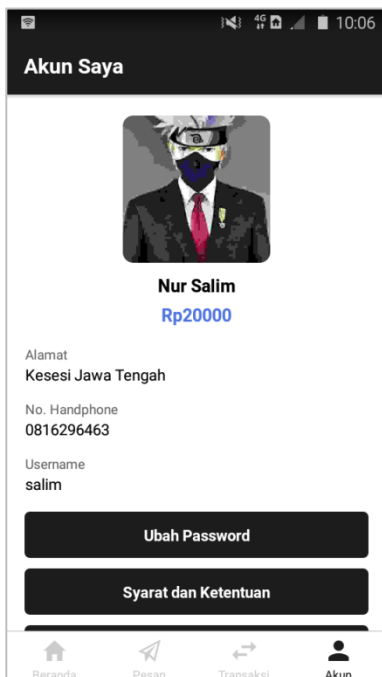 4G 10:06
Akun Saya
Nur Salim
Rp20000
Alamat
Kesesi Jawa Tengah
No. Handphone
0816296463
Username
salim
Ubah Password
Syarat dan Ketentuan
Beranda Pesan Transaksi Akun